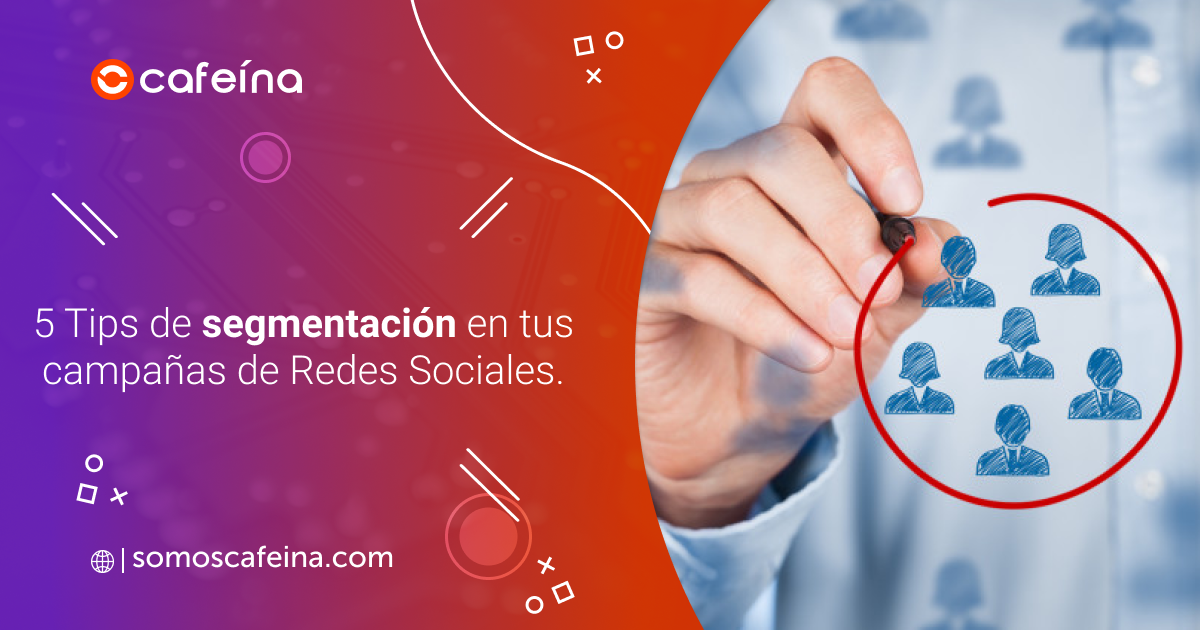 cafeína
5 Tips de segmentación en tus
campañas de Redes Sociales.
somoscafeina.com